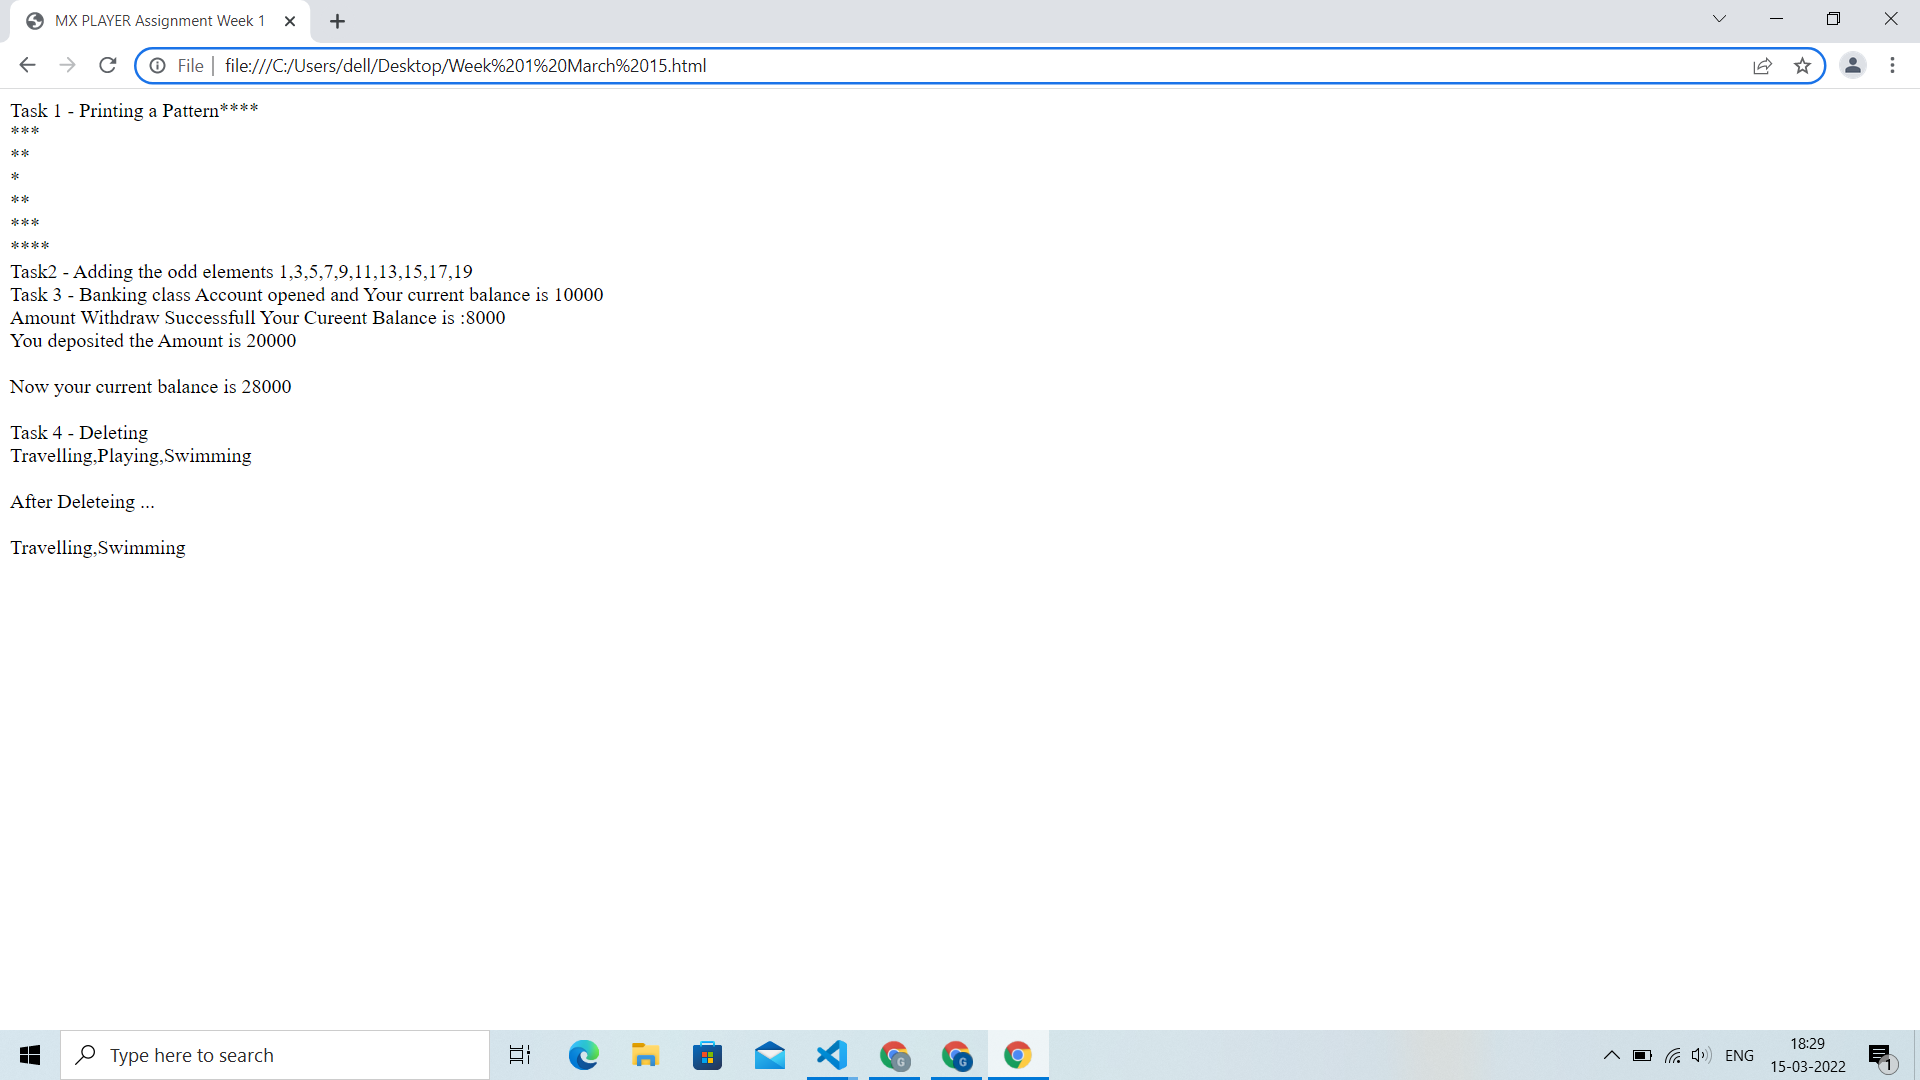 MX PLAYER Assignment Week 1
File
file:///C:/Users/dell/Desktop/Week%201%20March%2015.html
Task 1 - Printing a Pattern****
***
**
*
**
***
****
Task2 - Adding the odd elements 1,3,5,7,9,11,13,15,17,19
Task 3 - Banking class Account opened and Your current balance is 10000
Amount Withdraw Successfull Your Cureent Balance is :8000
You deposited the Amount is 20000
Now your current balance is 28000
Task 4 - Deleting
Travelling,Playing,Swimming
After Deleteing ...
Travelling,Swimming
Type here to search
G
G
ENG
18:29
15-03-2022
1